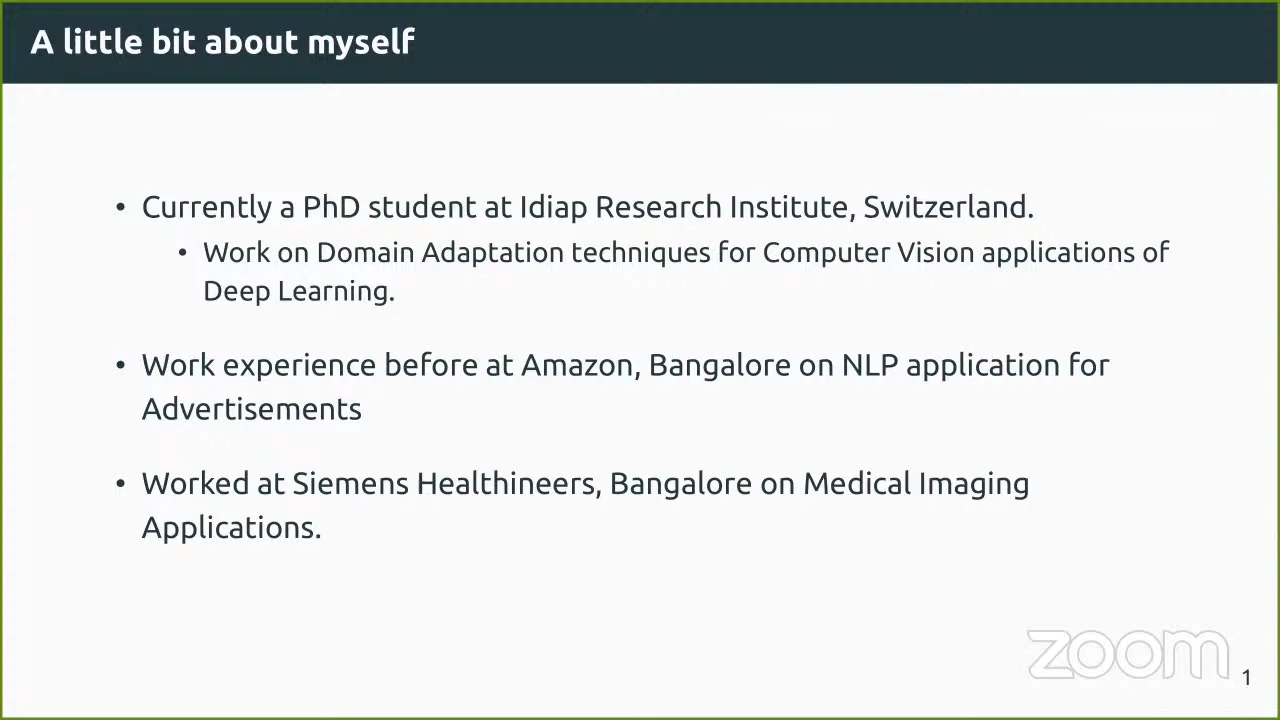 A little bit about myself
• Currently a PhD student at Idiap Research Institute, Switzerland.
• Work on Domain Adaptation techniques for Computer Vision applications of
Deep Learning.
• Work experience before at Amazon, Bangalore on NLP application for
Advertisements
• Worked at Siemens Healthineers, Bangalore on Medical Imaging
Applications.
zoom
1